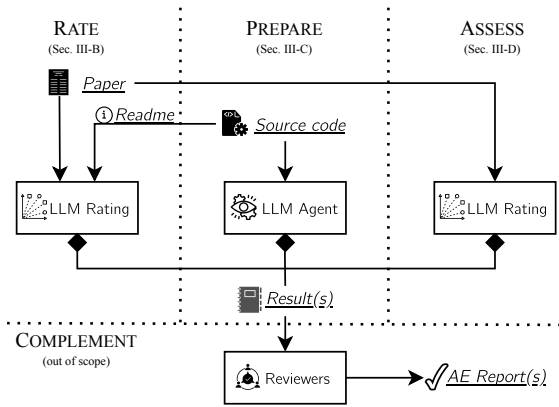 RATE
(Sec. III-B)
PREPARE
(Sec. III-C)
ASSESS
(Sec. III-D)
Paper
Readme
Source code
LLM Rating
LLM Agent
LLM Rating
Result(s)
COMPLEMENT
(out of scope)
Reviewers
AE Report(s)